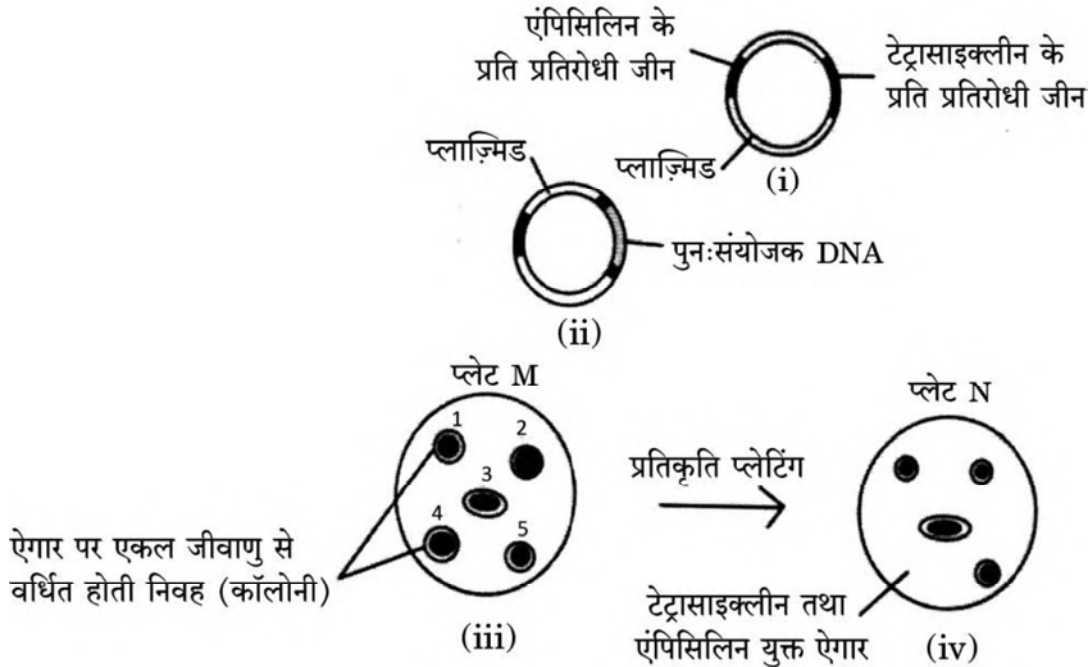 एंपिसिलिन के
प्रति प्रतिरोधी जीन
टेट्रासाइक्लीन के
प्रति प्रतिरोधी जीन
प्लाज़्मिड
(i)
प्लाज़्मिड
पुनःसंयोजक DNA
(ii)
प्लेट M
1
2
3
4
5
ऐगार पर एकल जीवाणु से
वर्धित होती निवह (कॉलोनी)
(iii)
प्रतिकृति प्लेटिंग
प्लेट N
टेट्रासाइक्लीन तथा
एंपिसिलिन युक्त ऐगार
(iv)